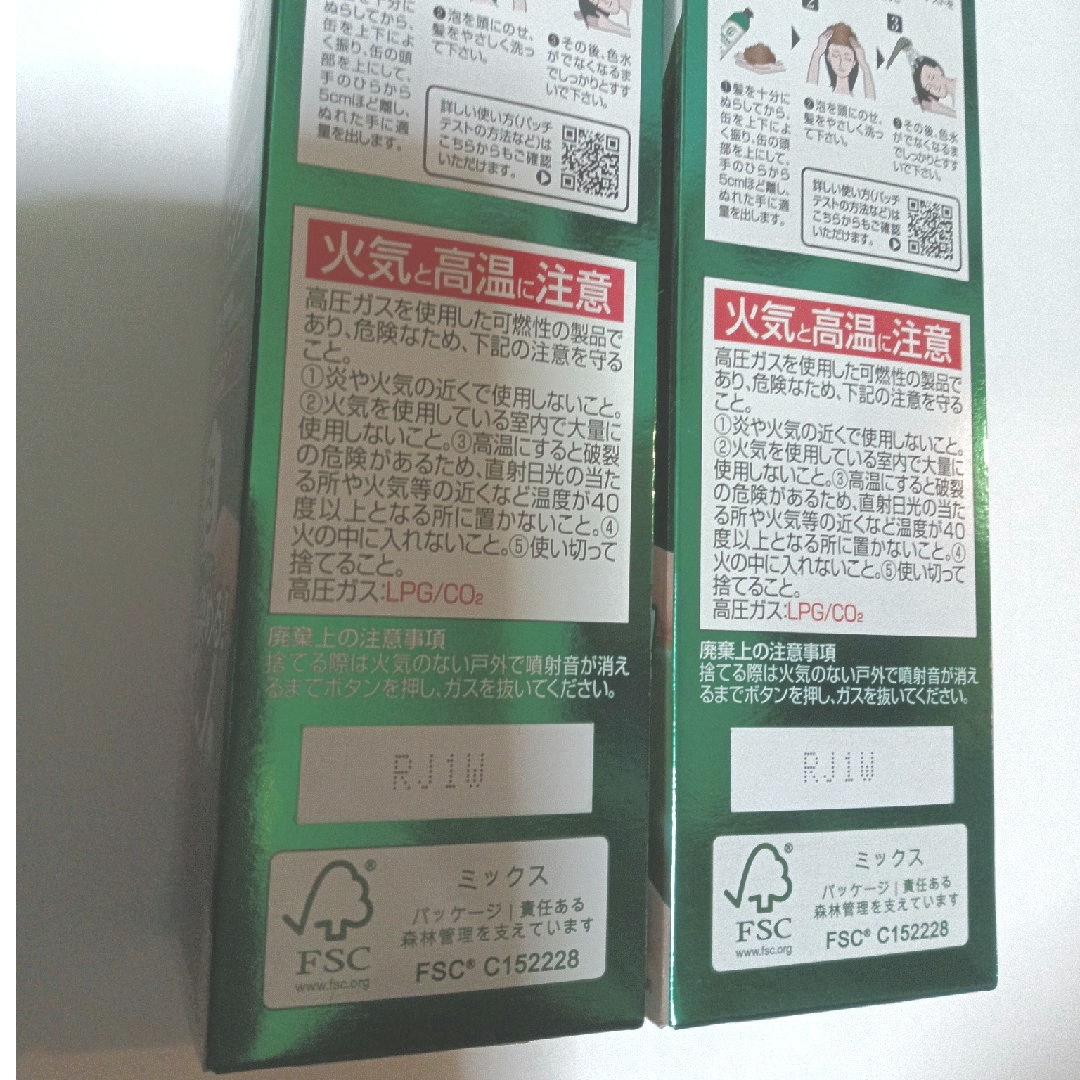 を十分に
ぬらしてから、
缶を上下によ
く振り、缶の頭
部を上にして、
手のひらから
5cmほど離し、
ぬれた手に適
量を出します。
❷泡を頭にのせ、
髪をやさしく洗っ
て下さい。
❸その後、色水
がでなくなるま
でしっかりとすす
いで下さい。
詳しい使い方(パッチ
テストの方法など)は
こちらからもご確認
いただけます。
火気と高温に注意
高圧ガスを使用した可燃性の製品で
あり、危険なため、下記の注意を守る
こと。
①炎や火気の近くで使用しないこと。
②火気を使用している室内で大量に
使用しないこと。③高温にすると破裂
の危険があるため、直射日光の当た
る所や火気等の近くなど温度が40
度以上となる所に置かないこと。④
火の中に入れないこと。⑤使い切って
捨てること。
高圧ガス:LPG/CO₂
廃棄上の注意事項
捨てる際は火気のない戸外で噴射音が消え
るまでボタンを押し、ガスを抜いてください。
RJ1W
FSC
www.fsc.org
ミックス
パッケージ|責任ある
森林管理を支えています
FSC® C152228
2
3
❶髪を十分に
ぬらしてから、
缶を上下によ
く振り、缶の頭
部を上にして、
手のひらから
5cmほど離し、
ぬれた手に適
量を出します。
❷泡を頭にのせ、
髪をやさしく洗っ
て下さい。
❸その後、色水
がでなくなるま
でしっかりとすす
いで下さい。
詳しい使い方(パッチ
テストの方法など)は
こちらからもご確認
いただけます。
火気と高温に注意
高圧ガスを使用した可燃性の製品で
あり、危険なため、下記の注意を守る
こと。
①炎や火気の近くで使用しないこと。
②火気を使用している室内で大量に
使用しないこと。③高温にすると破裂
の危険があるため、直射日光の当た
る所や火気等の近くなど温度が40
度以上となる所に置かないこと。④
火の中に入れないこと。⑤使い切って
捨てること。
高圧ガス:LPG/CO₂
廃棄上の注意事項
捨てる際は火気のない戸外で噴射音が消え
るまでボタンを押し、ガスを抜いてください。
RJ1W
FSC
www.fsc.org
ミックス
パッケージ|責任ある
森林管理を支えています
FSC® C152228